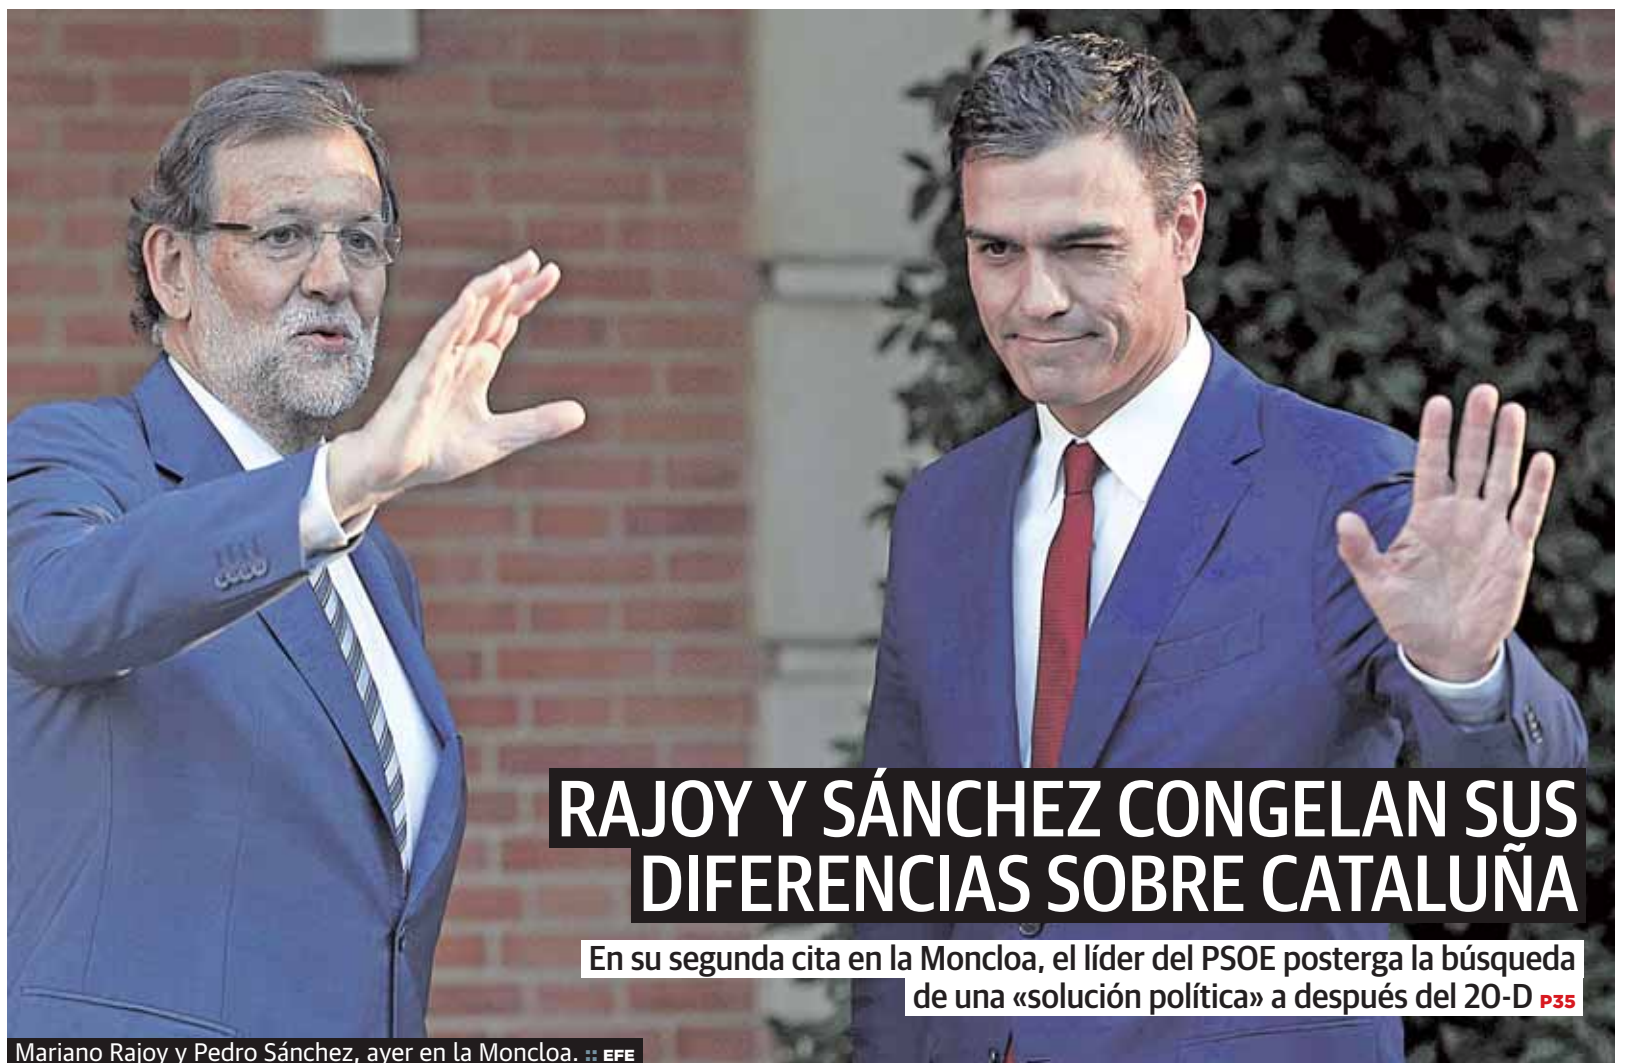 RAJOY Y SÁNCHEZ CONGELAN SUS
DIFERENCIAS SOBRE CATALUÑA
En su segunda cita en la Moncloa, el líder del PSOE posterga la búsqueda
de una «solución política» a después del 20-D P35
Mariano Rajoy y Pedro Sánchez, ayer en la Moncloa. :: EFE